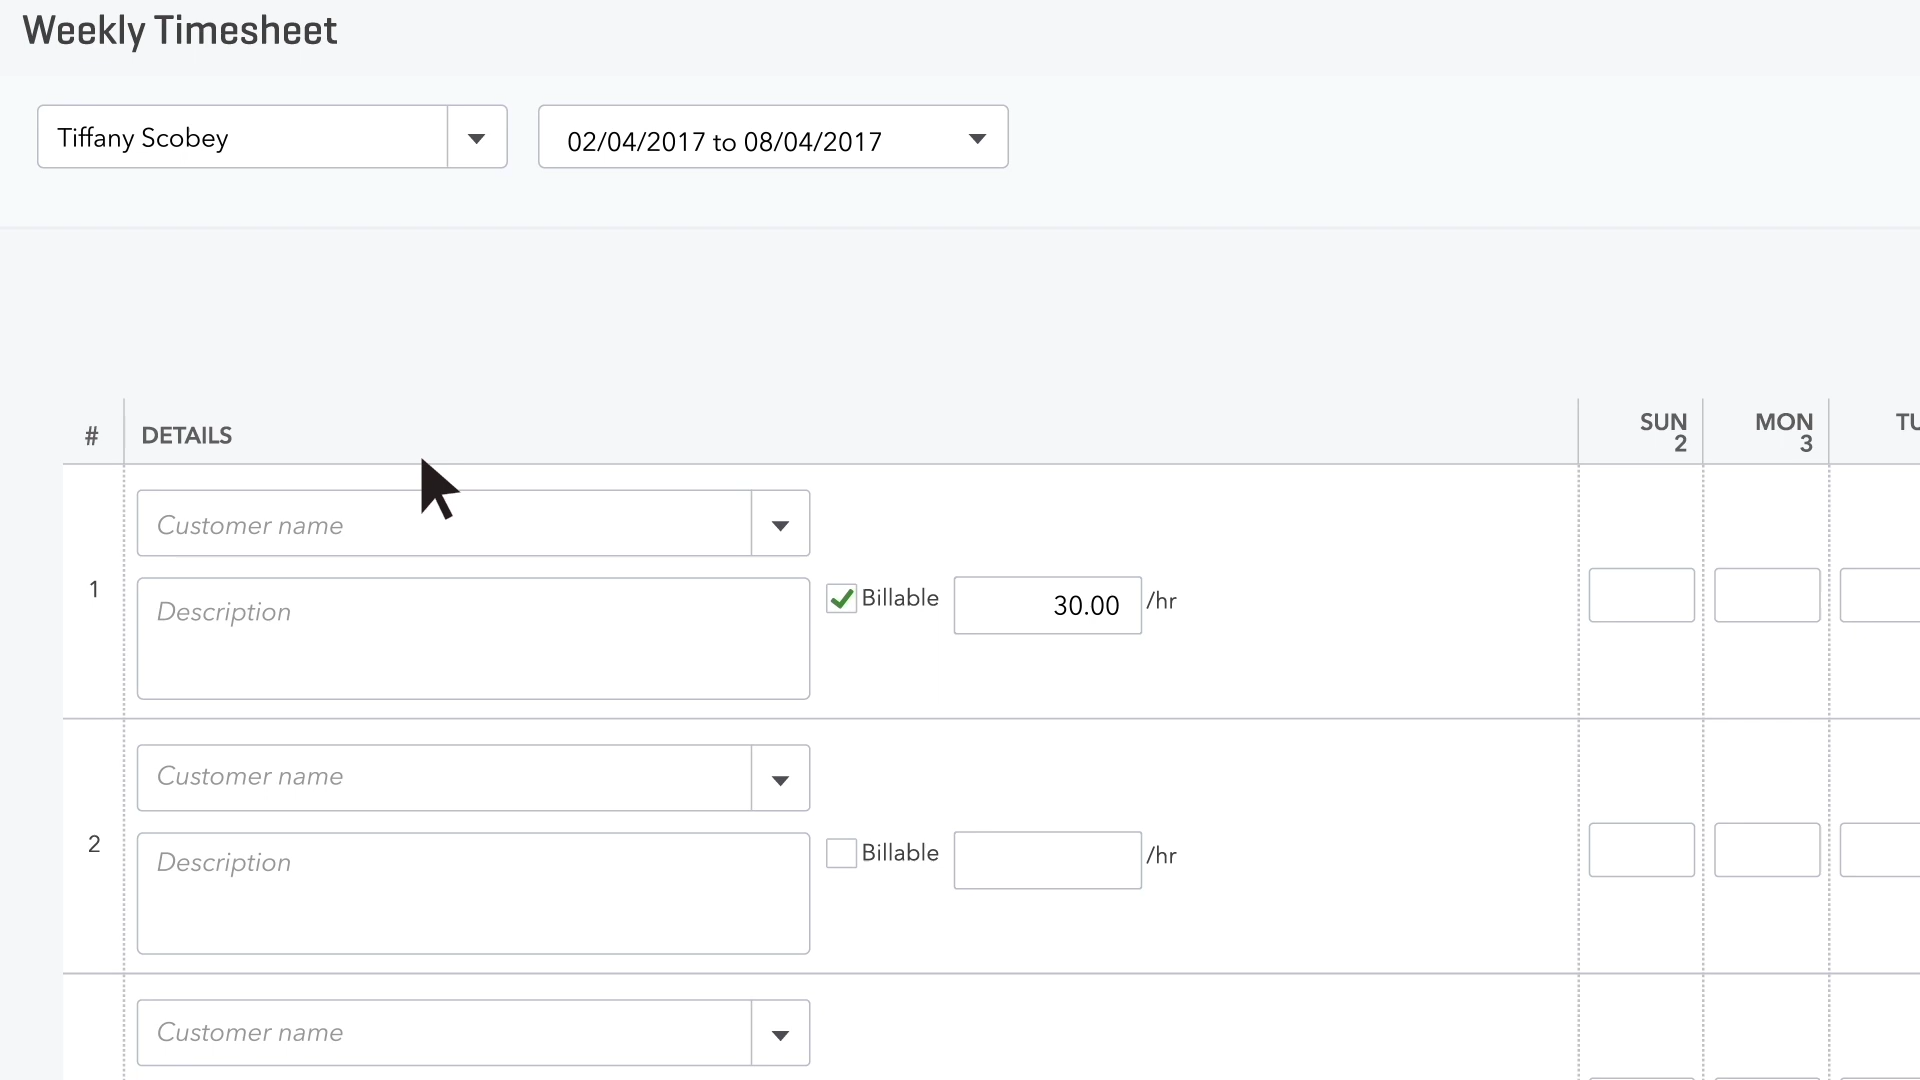 Weekly Timesheet
Tiffany Scobey
02/04/2017 to 08/04/2017
# DETAILS SUN MON TU
2 3
Customer name
1 Description Billable 30.00 /hr
Customer name
2 Description Billable /hr
Customer name